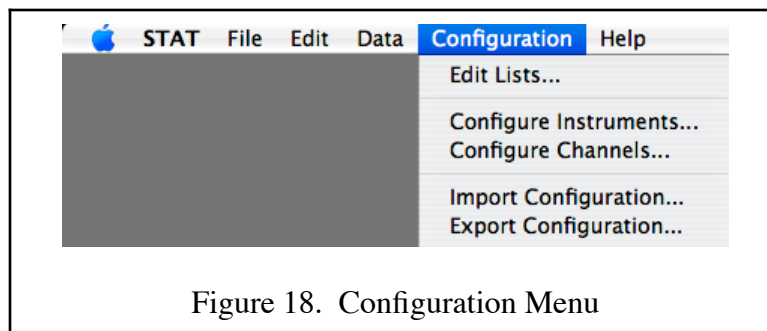 STAT File Edit Data Configuration Help
Edit Lists...
Configure Instruments...
Configure Channels...
Import Configuration...
Export Configuration...
Figure 18. Configuration Menu